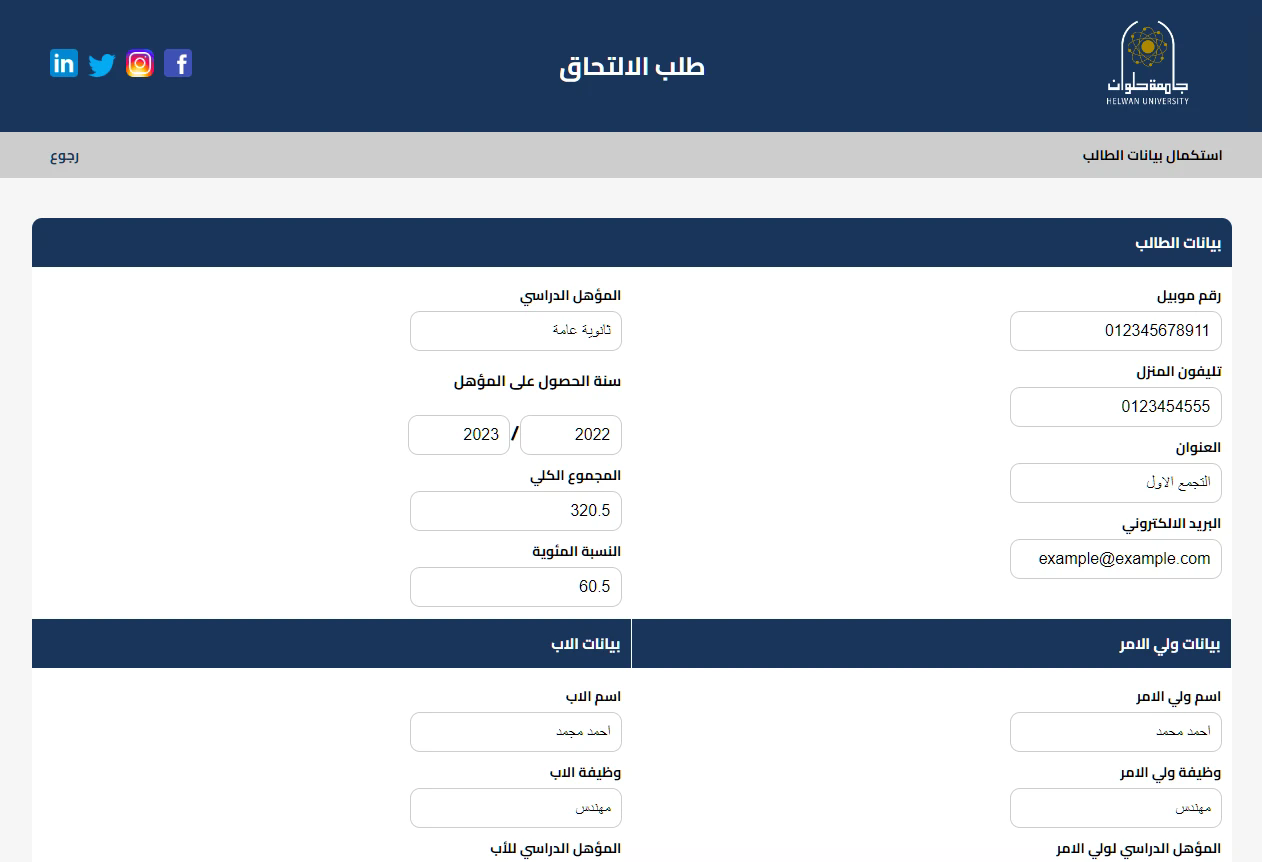 جامعة حلوان
HELWAN UNIVERSITY
طلب الالتحاق
استكمال بيانات الطالب
رجوع
بيانات الطالب
رقم موبيل
012345678911
تليفون المنزل
0123454555
العنوان
التجمع الاول
البريد الالكتروني
example@example.com
المؤهل الدراسي
ثانوية عامة
سنة الحصول على المؤهل
2022 / 2023
المجموع الكلي
320.5
النسبة المئوية
60.5
بيانات ولي الامر
اسم ولي الامر
احمد محمد
وظيفة ولي الامر
مهندس
المؤهل الدراسي لولي الامر
بيانات الاب
اسم الاب
احمد مجمد
وظيفة الاب
مهندس
المؤهل الدراسي للأب